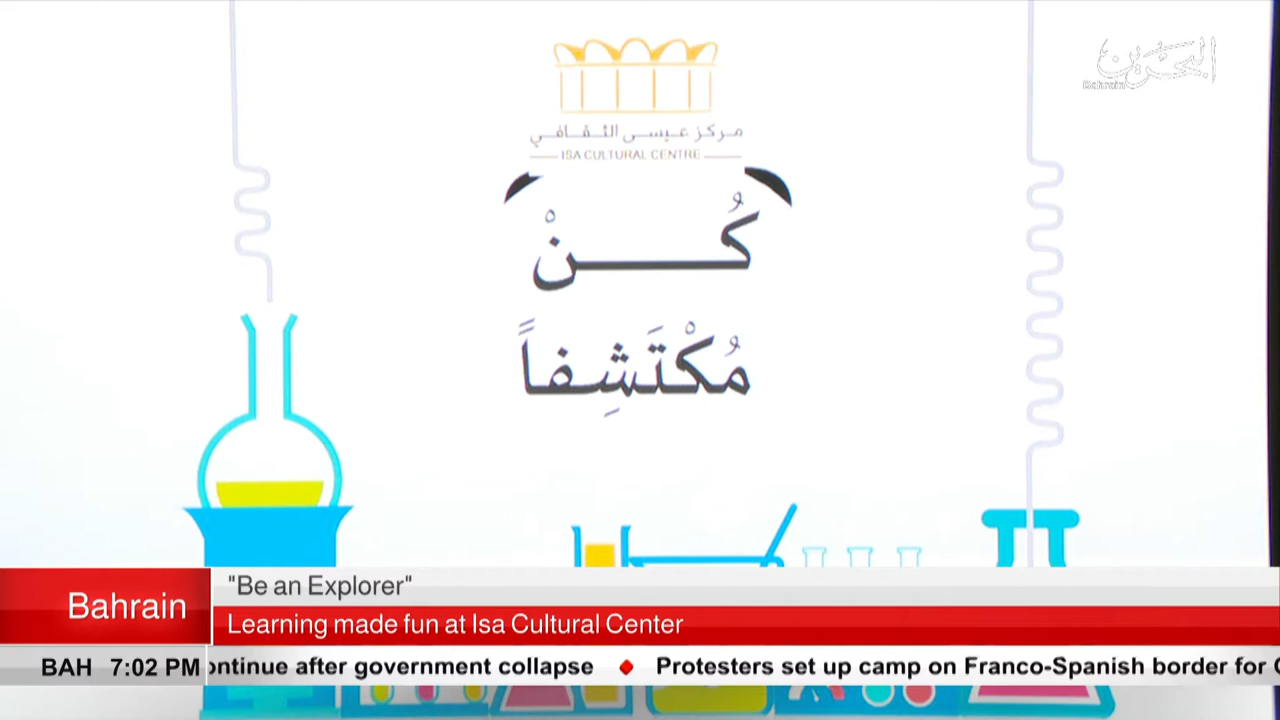 البحرين
Bahrain
مركز عيسى الثقافي
ISA CULTURAL CENTRE
كُنْ
مُكْتَشِفاً
Bahrain
"Be an Explorer"
Learning made fun at Isa Cultural Center
BAH 7:02 PM ontinue after government collapse ♦ Protesters set up camp on Franco-Spanish border for